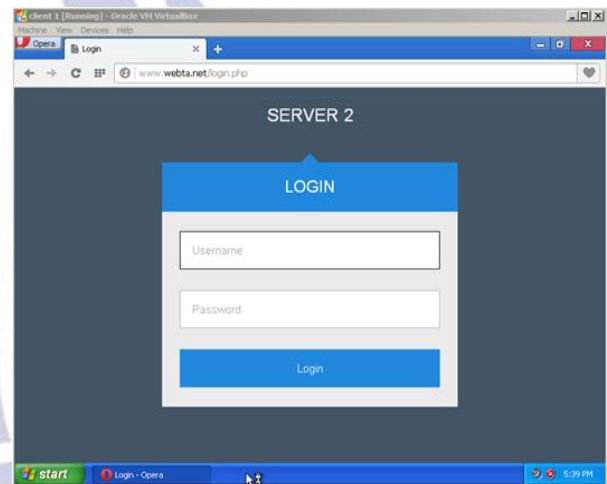 client 1 [Running] - Oracle VM VirtualBox
Machine View Devices Help
Opera
Login
www.webta.net/login.php
SERVER 2
LOGIN
Username
Password
Login
start
Login - Opera
5:39 PM